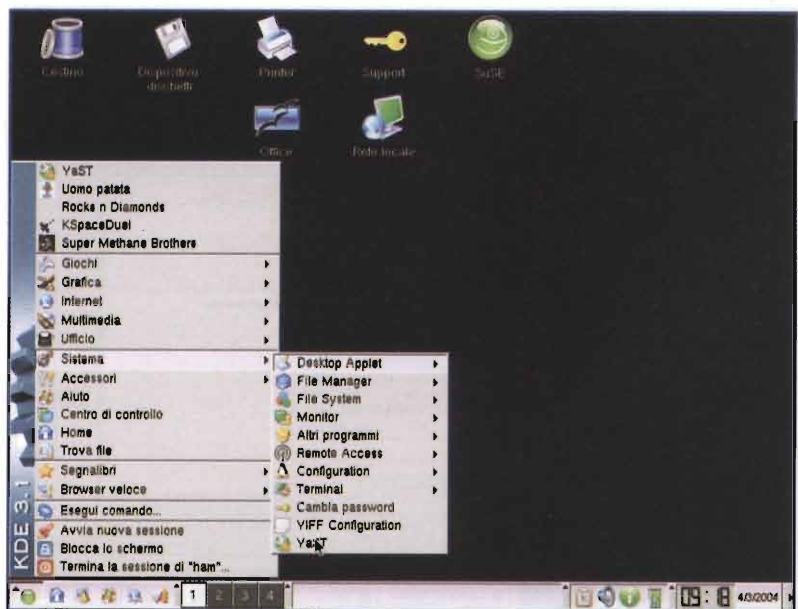 Cestino
Dispositivo dischetti
Printer
Support
SuSE
Office
Rete locale
YaST
Uomo patata
Rocks n Diamonds
KSpaceDuel
Super Methane Brothers
Giochi
Grafica
Internet
Multimedia
Ufficio
Sistema
Accessori
Aiuto
Centro di controllo
Home
Trova file
Segnalibri
Browser veloce
Esegui comando...
Avvia nuova sessione
Blocca lo schermo
Termina la sessione di "ham"...
KDE 3.1
Desktop Applet
File Manager
File System
Monitor
Altri programmi
Remote Access
Configuration
Terminal
Cambia password
YIFF Configuration
YaST
1 2 3 4
4/3/2004